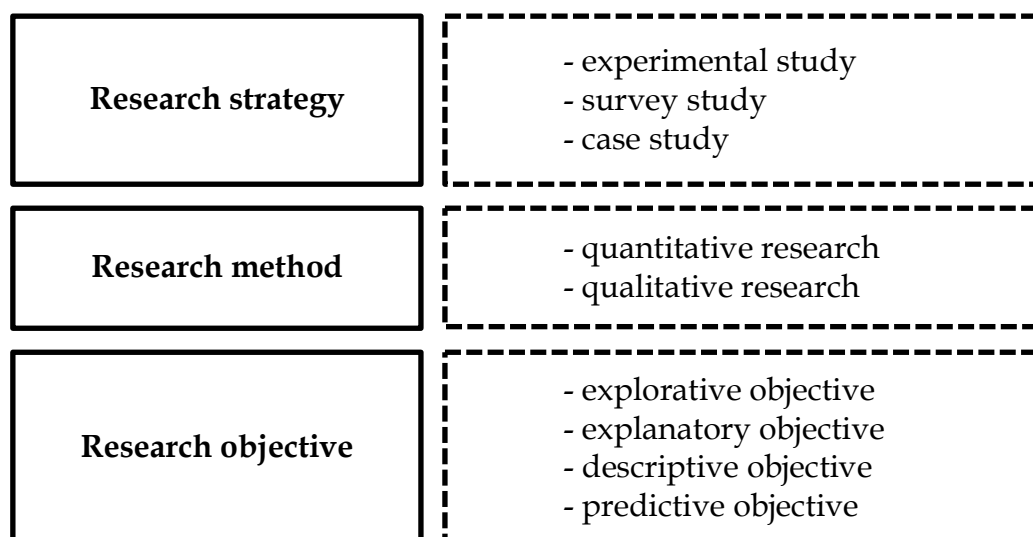 Research strategy
- experimental study
- survey study
- case study
Research method
- quantitative research
- qualitative research
Research objective
- explorative objective
- explanatory objective
- descriptive objective
- predictive objective